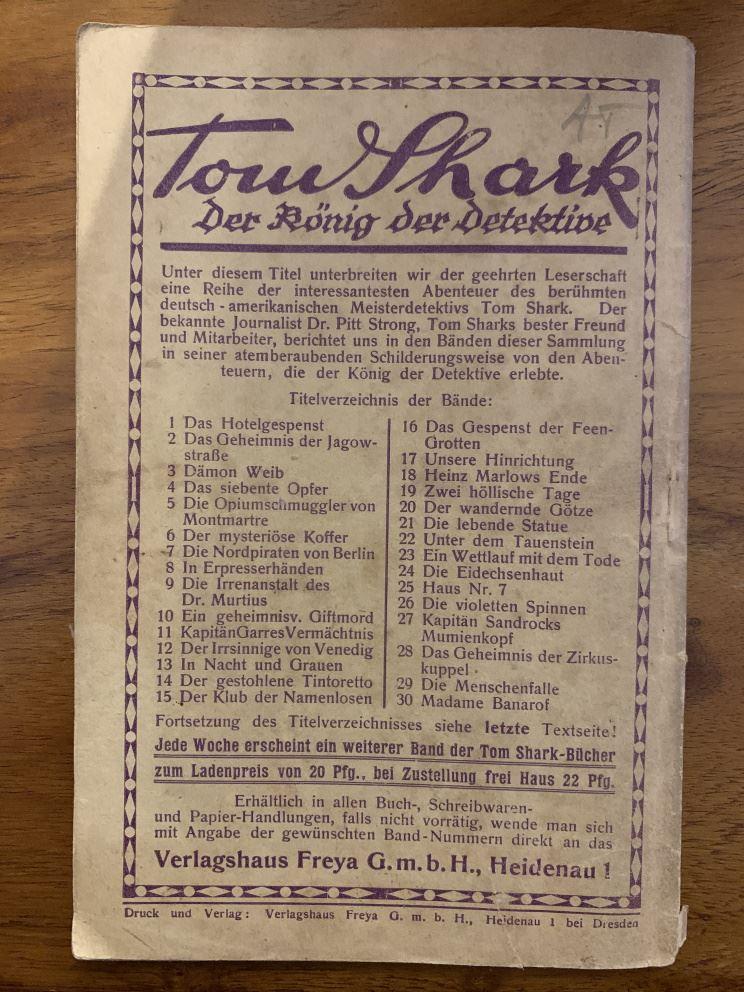 AT
Tom Shark
Der König der Detektive
Unter diesem Titel unterbreiten wir der geehrten Leserschaft
eine Reihe der interessantesten Abenteuer des berühmten
deutsch-amerikanischen Meisterdetektivs Tom Shark. Der
bekannte Journalist Dr. Pitt Strong, Tom Sharks bester Freund
und Mitarbeiter, berichtet uns in den Bänden dieser Sammlung
in seiner atemberaubenden Schilderungsweise von den Aben-
teuern, die der König der Detektive erlebte.
Titelverzeichnis der Bände:
1 Das Hotelgespenst
2 Das Geheimnis der Jagow-
straße
3 Dämon Weib
4 Das siebente Opfer
5 Die Opiumschmuggler von
Montmartre
6 Der mysteriöse Koffer
7 Die Nordpiraten von Berlin
8 In Erpresserhänden
9 Die Irrenanstalt des
Dr. Murtius
10 Ein geheimnisv. Giftmord
11 Kapitän Garres Vermächtnis
12 Der Irrsinnige von Venedig
13 In Nacht und Grauen
14 Der gestohlene Tintoretto
15 Der Klub der Namenlosen
16 Das Gespenst der Feen-
Grotten
17 Unsere Hinrichtung
18 Heinz Marlows Ende
19 Zwei höllische Tage
20 Der wandernde Götze
21 Die lebende Statue
22 Unter dem Tauenstein
23 Ein Wettlauf mit dem Tode
24 Die Eidechsenhaut
25 Haus Nr. 7
26 Die violetten Spinnen
27 Kapitän Sandrocks
Mumienkopf
28 Das Geheimnis der Zirkus-
kuppel
29 Die Menschenfalle
30 Madame Banarof
Fortsetzung des Titelverzeichnisses siehe letzte Textseite!
Jede Woche erscheint ein weiterer Band der Tom Shark-Bücher
zum Ladenpreis von 20 Pfg., bei Zustellung frei Haus 22 Pfg.
Erhältlich in allen Buch-, Schreibwaren-
und Papier-Handlungen, falls nicht vorrätig, wende man sich
mit Angabe der gewünschten Band-Nummern direkt an das
Verlagshaus Freya G.m.b.H., Heidenau 1
Druck und Verlag: Verlagshaus Freya G. m. b. H., Heidenau 1 bei Dresden